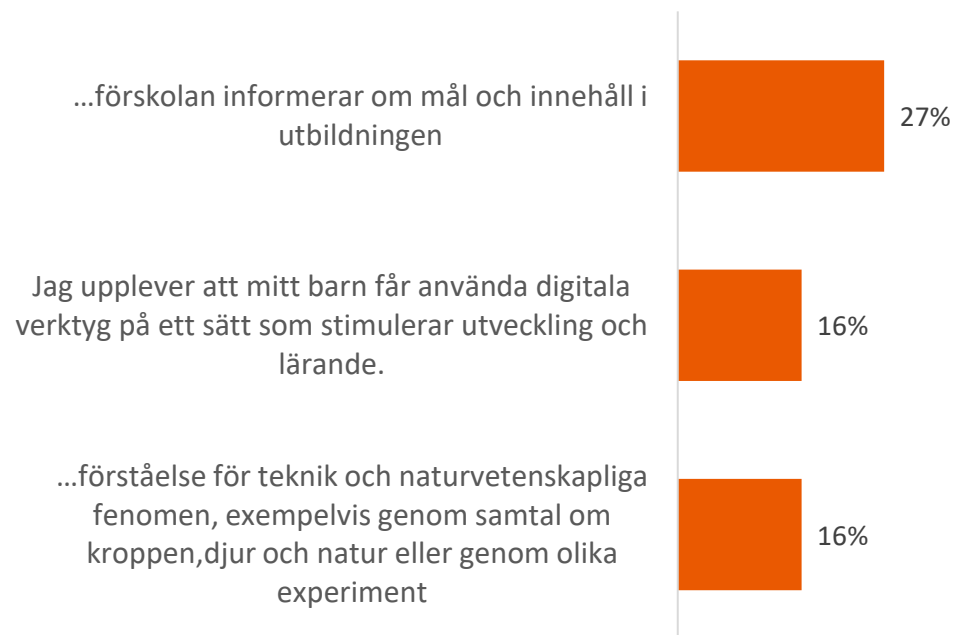 ...förskolan informerar om mål och innehåll i
utbildningen
27%
Jag upplever att mitt barn får använda digitala
verktyg på ett sätt som stimulerar utveckling och
lärande.
16%
...förståelse för teknik och naturvetenskapliga
fenomen, exempelvis genom samtal om
kroppen,djur och natur eller genom olika
experiment
16%